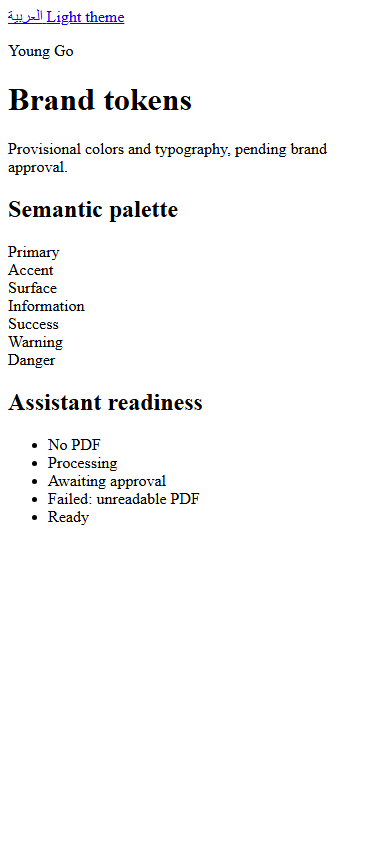 العربية Light theme
Young Go
Brand tokens
Provisional colors and typography, pending brand
approval.
Semantic palette
Primary
Accent
Surface
Information
Success
Warning
Danger
Assistant readiness
No PDF
Processing
Awaiting approval
Failed: unreadable PDF
Ready